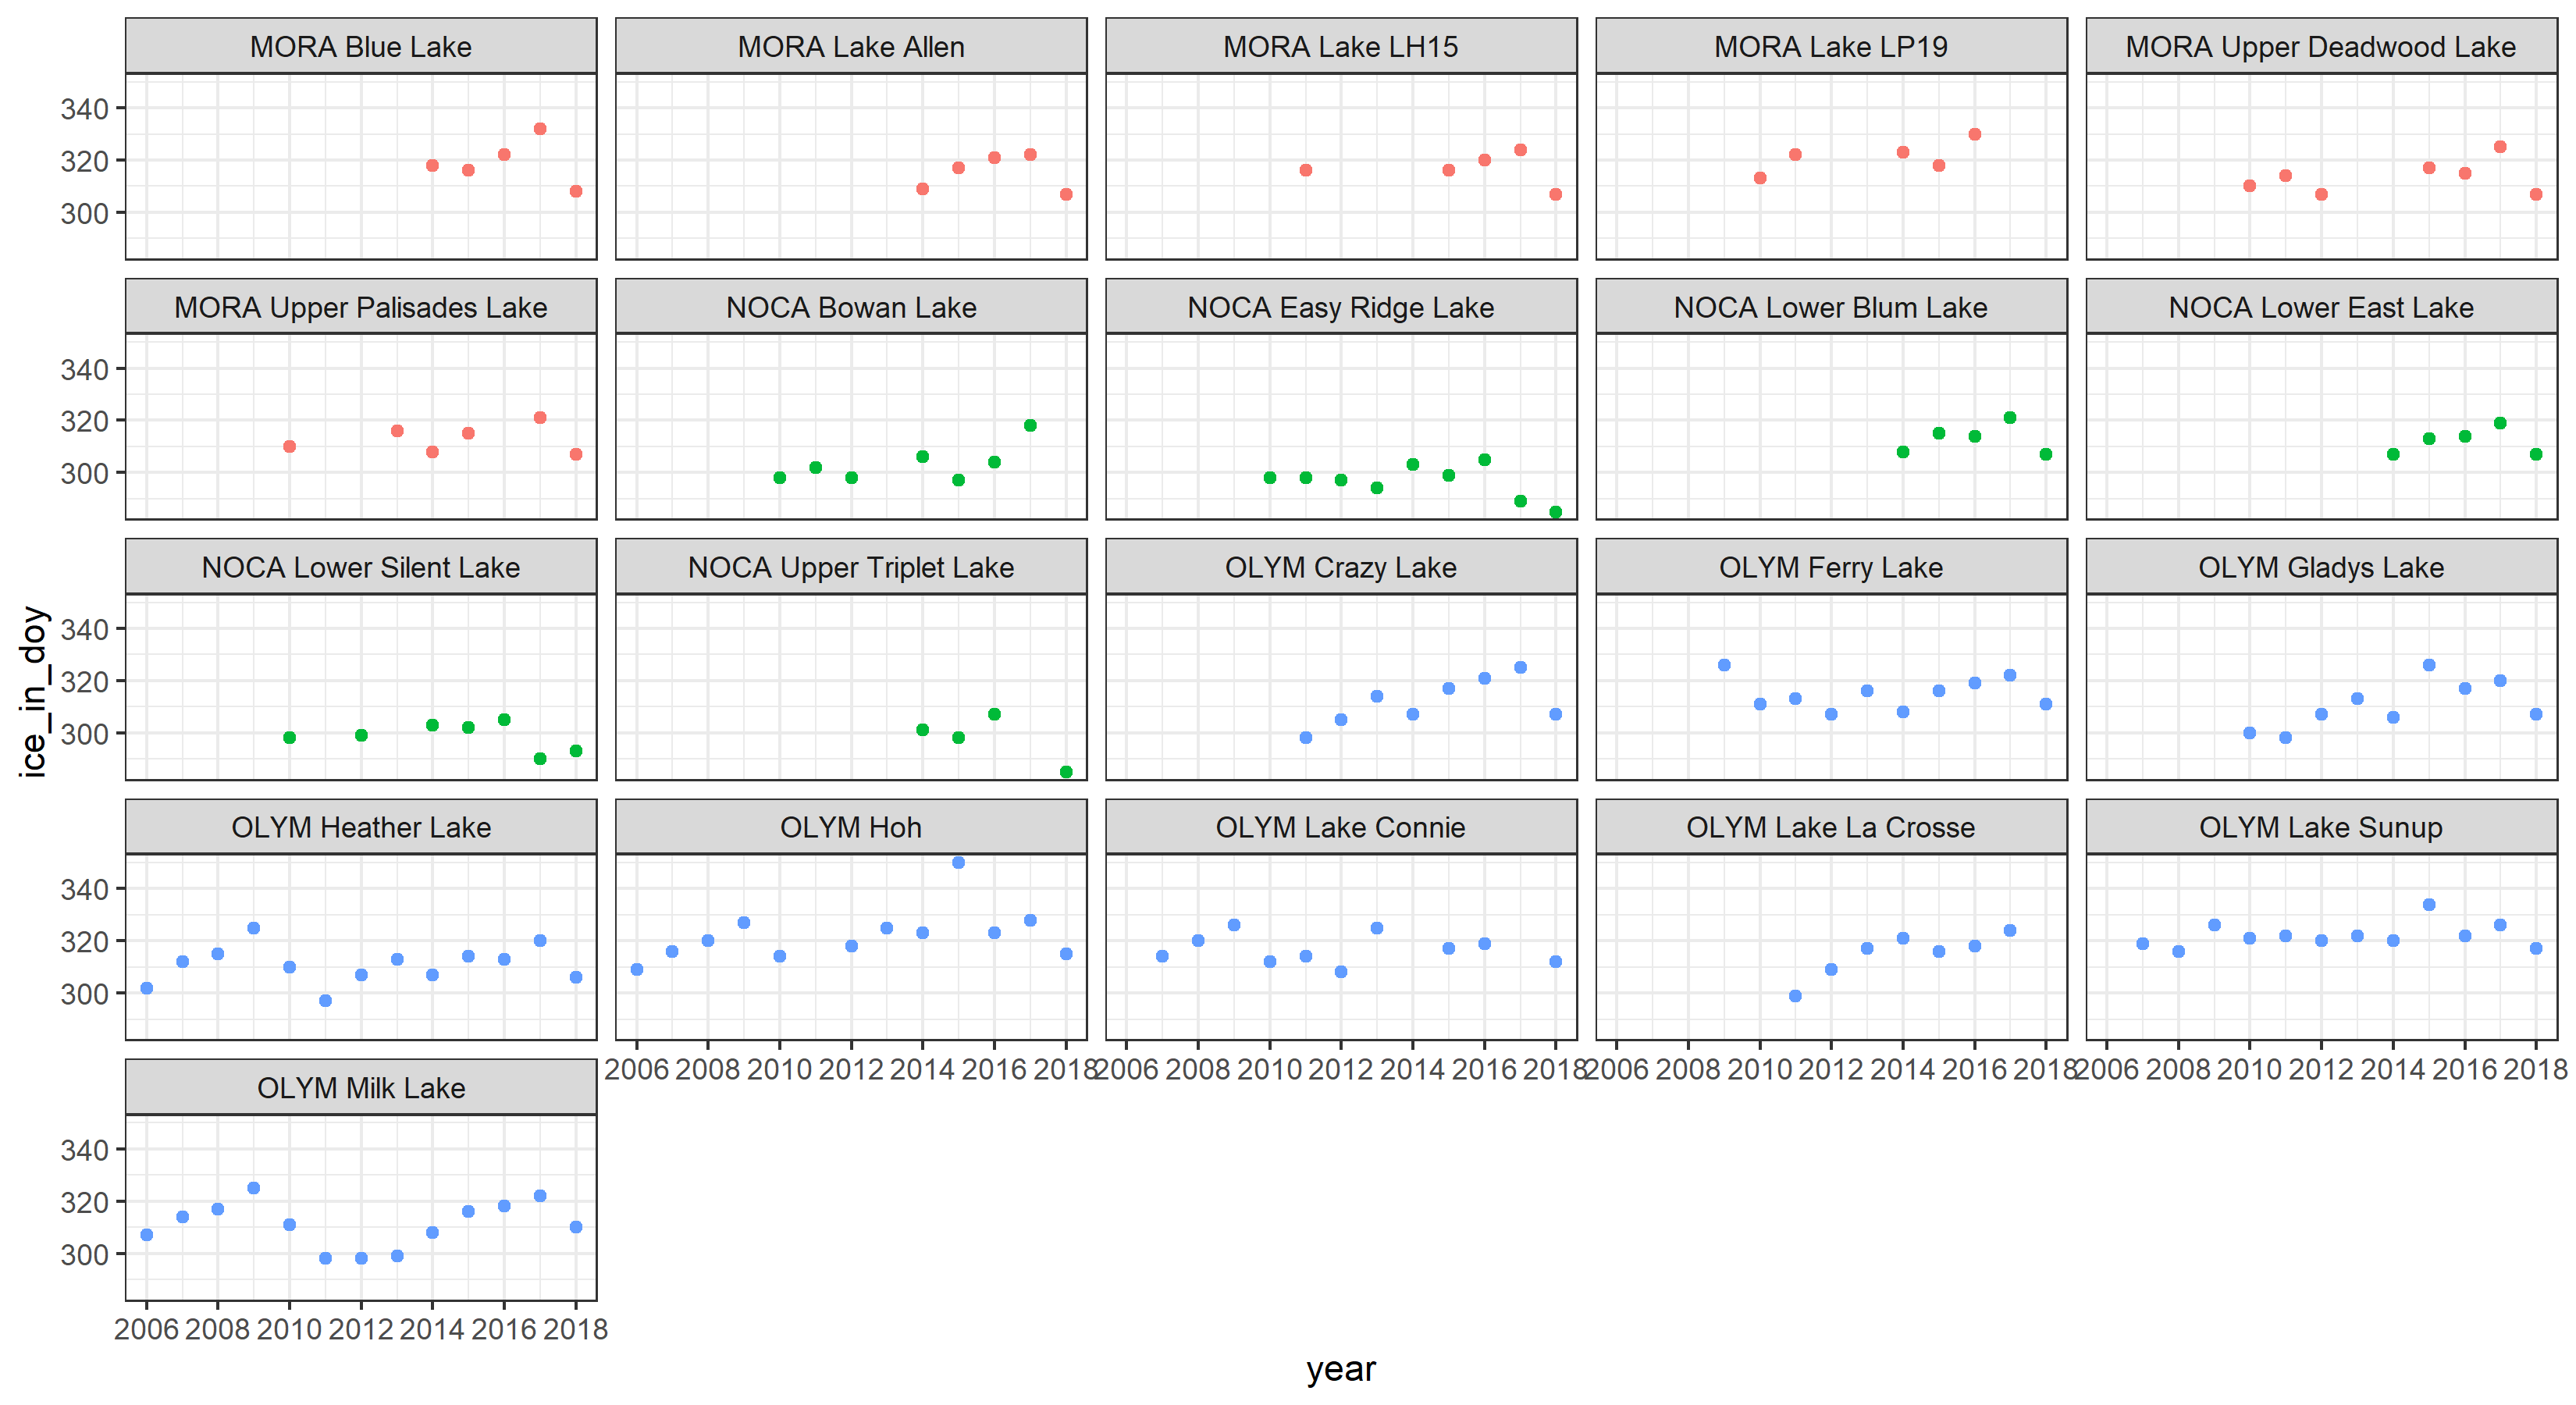 MORA Blue Lake
MORA Lake Allen
MORA Lake LH15
MORA Lake LP19
MORA Upper Deadwood Lake
340
320
300
MORA Upper Palisades Lake
NOCA Bowan Lake
NOCA Easy Ridge Lake
NOCA Lower Blum Lake
NOCA Lower East Lake
340
320
300
NOCA Lower Silent Lake
NOCA Upper Triplet Lake
OLYM Crazy Lake
OLYM Ferry Lake
OLYM Gladys Lake
340
320
300
ice_in_doy
OLYM Heather Lake
OLYM Hoh
OLYM Lake Connie
OLYM Lake La Crosse
OLYM Lake Sunup
340
320
300
2006 2008 2010 2012 2014 2016 2018
2006 2008 2010 2012 2014 2016 2018
2006 2008 2010 2012 2014 2016 2018
2006 2008 2010 2012 2014 2016 2018
OLYM Milk Lake
340
320
300
2006 2008 2010 2012 2014 2016 2018
year